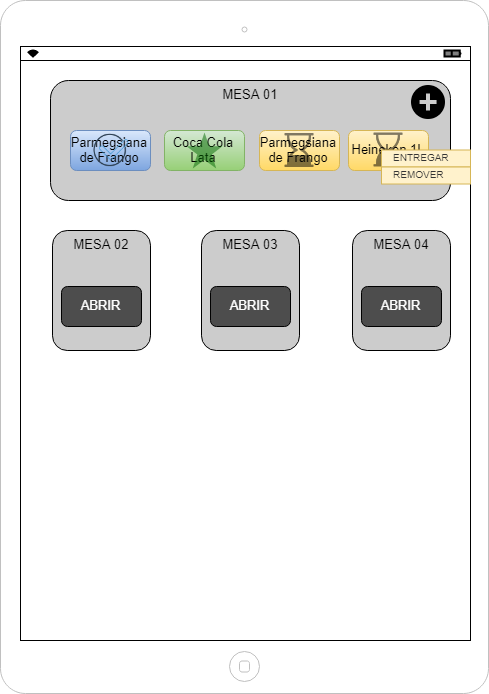 MESA 01
Parmegsiana
de Frango
Coca Cola
Lata
Parmegsiana
de Frango
Heineken 1L
ENTREGAR
REMOVER
MESA 02
MESA 03
MESA 04
ABRIR
ABRIR
ABRIR